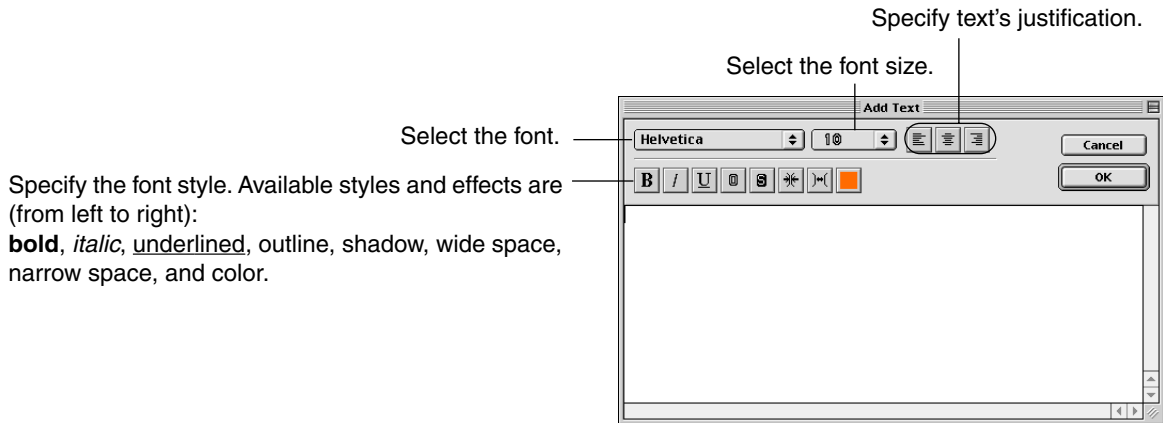 Specify text's justification.
Select the font size.
Add Text
Select the font.
Helvetica
10
Cancel
Specify the font style. Available styles and effects are
(from left to right):
bold, italic, underlined, outline, shadow, wide space,
narrow space, and color.
B I U O S
OK